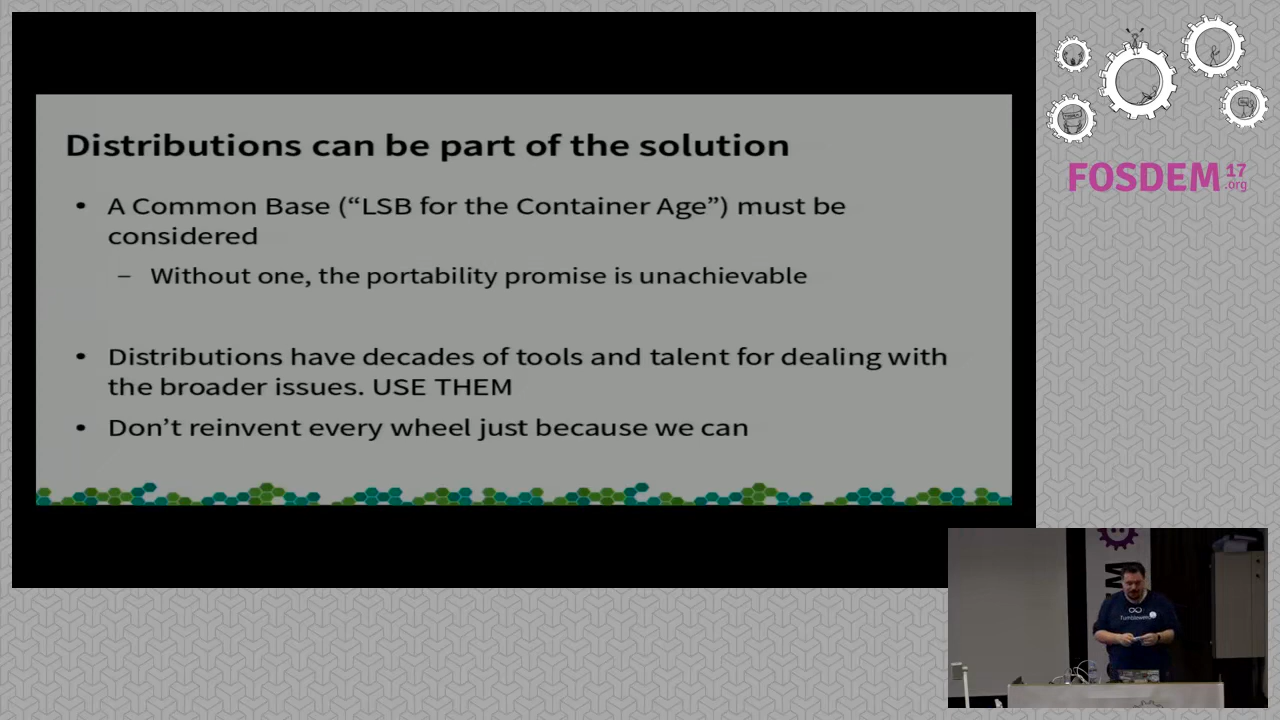 Distributions can be part of the solution
• A Common Base (“LSB for the Container Age”) must be
considered
– Without one, the portability promise is unachievable
• Distributions have decades of tools and talent for dealing with
the broader issues. USE THEM
• Don’t reinvent every wheel just because we can
FOSDEM 17
.org
Tumbleweed